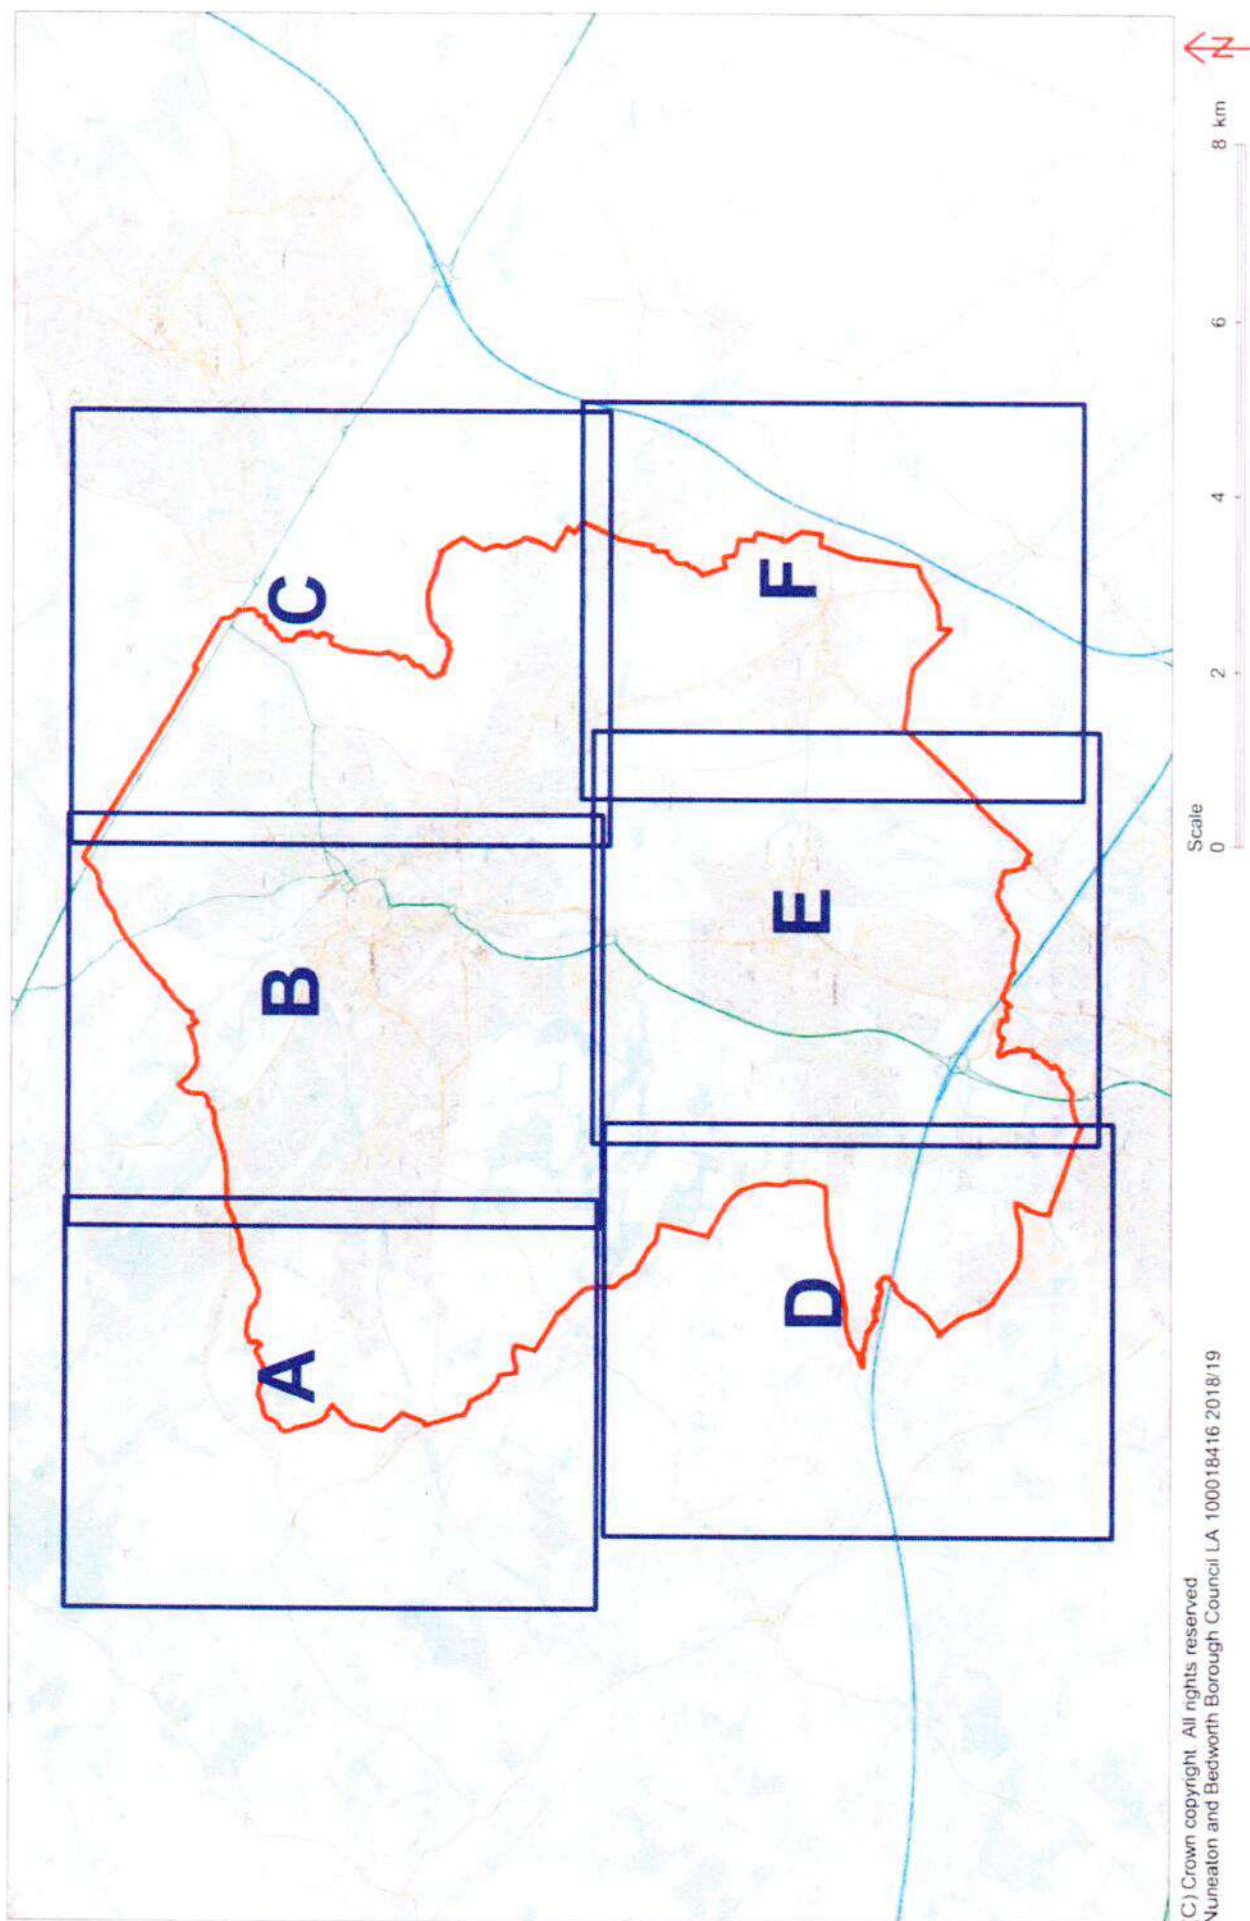 A
B
C
D
E
F
N
Scale
0 2 4 6 8 km
(C) Crown copyright. All rights reserved
Nuneaton and Bedworth Borough Council LA 100018416 2018/19